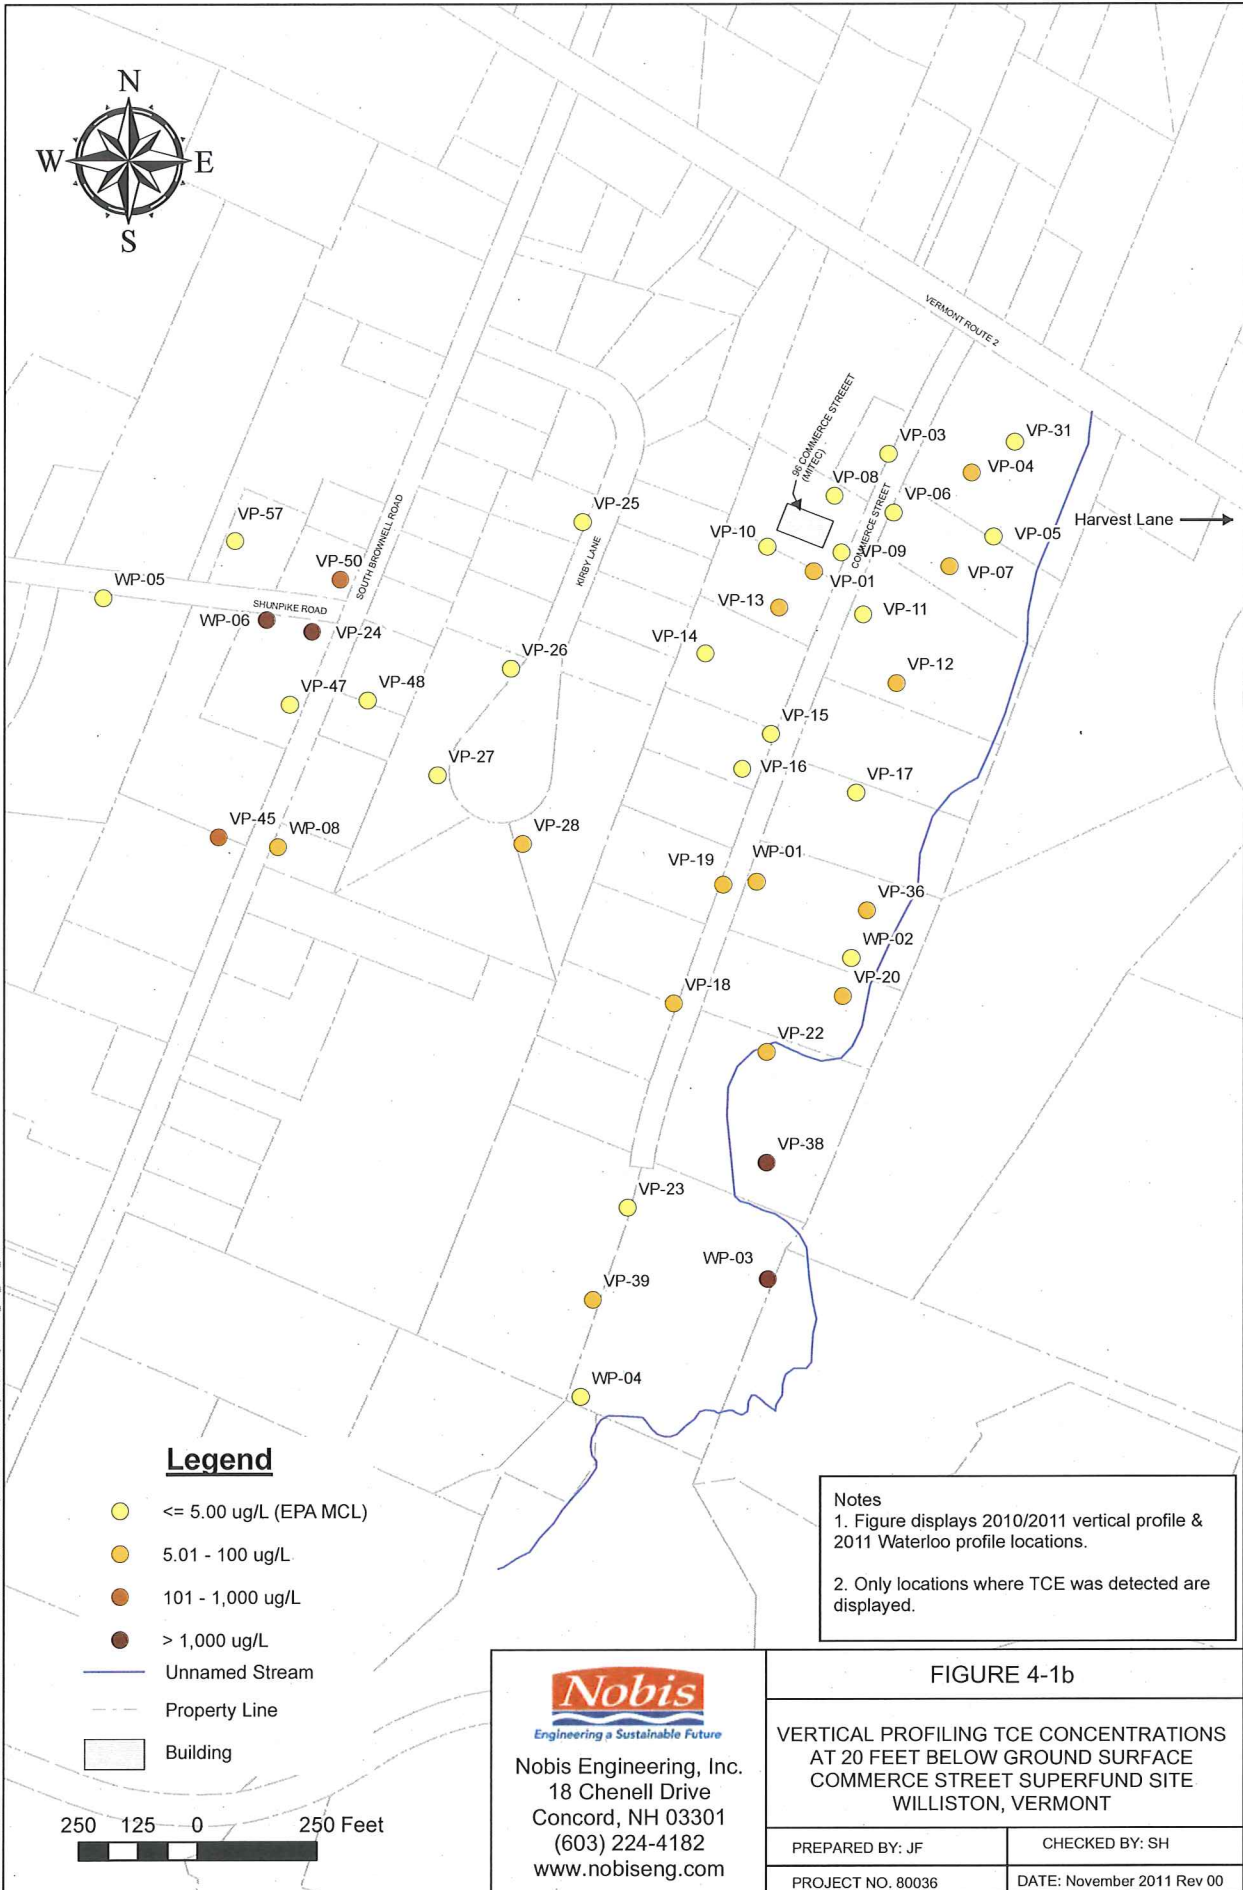 N
W
E
S
VERMONT ROUTE 2
96 COMMERCE STREEET
(MITEC)
VP-03
VP-31
VP-04
VP-08
VP-06
Harvest Lane
VP-05
COMMERCE STREET
VP-10
VP-09
VP-07
VP-01
VP-13
VP-11
VP-25
KIRBY LANE
VP-57
SOUTH BROWNELL ROAD
VP-50
WP-05
SHUNPIKE ROAD
WP-06
VP-24
VP-14
VP-26
VP-12
VP-47
VP-48
VP-15
VP-16
VP-27
VP-17
VP-45
WP-08
VP-28
VP-19
WP-01
VP-36
WP-02
VP-20
VP-18
VP-22
VP-38
VP-23
WP-03
VP-39
WP-04
Legend
<= 5.00 ug/L (EPA MCL)
5.01 - 100 ug/L
101 - 1,000 ug/L
> 1,000 ug/L
Unnamed Stream
Property Line
Building
250 125 0 250 Feet
Notes
1. Figure displays 2010/2011 vertical profile &
2011 Waterloo profile locations.
2. Only locations where TCE was detected are
displayed.
Nobis
Engineering a Sustainable Future
Nobis Engineering, Inc.
18 Chenell Drive
Concord, NH 03301
(603) 224-4182
www.nobiseng.com
FIGURE 4-1b
VERTICAL PROFILING TCE CONCENTRATIONS
AT 20 FEET BELOW GROUND SURFACE
COMMERCE STREET SUPERFUND SITE
WILLISTON, VERMONT
PREPARED BY: JF
CHECKED BY: SH
PROJECT NO. 80036
DATE: November 2011 Rev 00